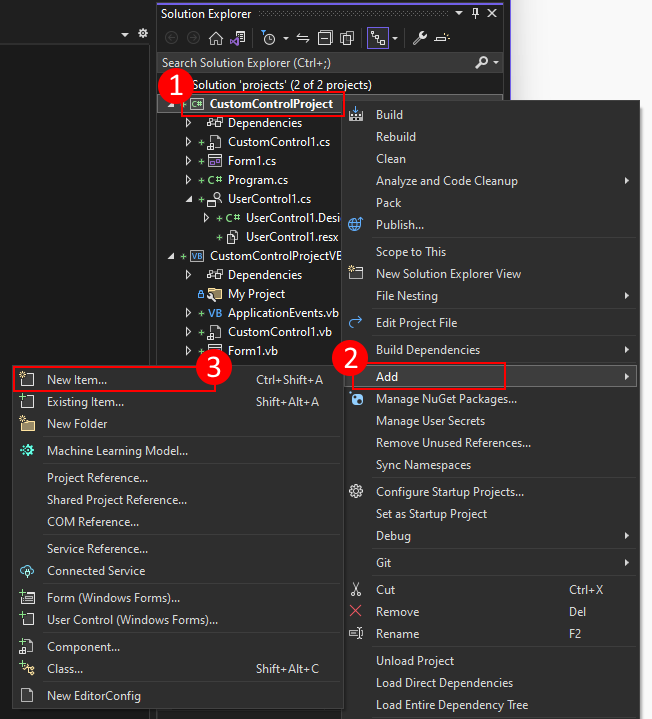 Solution Explorer
Search Solution Explorer (Ctrl+;)
1
Solution 'projects' (2 of 2 projects)
C# CustomControlProject
Dependencies
+ CustomControl1.cs
+ Form1.cs
+ C# Program.cs
+ UserControl1.cs
+ C# UserControl1.Desi
+ UserControl1.resx
+ VB CustomControlProjectVB
Dependencies
My Project
+ VB ApplicationEvents.vb
+ CustomControl1.vb
+ Form1.vb
Build
Rebuild
Clean
Analyze and Code Cleanup
Pack
Publish...
Scope to This
New Solution Explorer View
File Nesting
Edit Project File
Build Dependencies
2
Add
Manage NuGet Packages...
Manage User Secrets
Remove Unused References...
Sync Namespaces
Configure Startup Projects...
Set as Startup Project
Debug
Git
Cut Ctrl+X
Remove Del
Rename F2
Unload Project
Load Direct Dependencies
Load Entire Dependency Tree
3
New Item... Ctrl+Shift+A
Existing Item... Shift+Alt+A
New Folder
Machine Learning Model...
Project Reference...
Shared Project Reference...
COM Reference...
Service Reference...
Connected Service
Form (Windows Forms)...
User Control (Windows Forms)...
Component...
Class... Shift+Alt+C
New EditorConfig